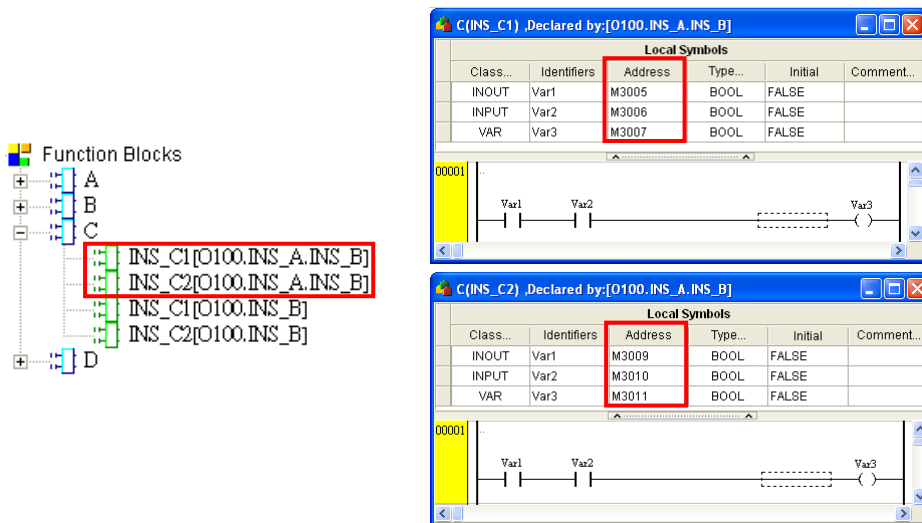 Function Blocks
A
B
C
INS_C1[O100.INS_A.INS_B]
INS_C2[O100.INS_A.INS_B]
INS_C1[O100.INS_B]
INS_C2[O100.INS_B]
D
C(INS_C1) ,Declared by:[O100.INS_A.INS_B]
Local Symbols
Class... Identifiers Address Type... Initial Comment...
INOUT Var1 M3005 BOOL FALSE
INPUT Var2 M3006 BOOL FALSE
VAR Var3 M3007 BOOL FALSE
00001
Var1 Var2 Var3
C(INS_C2) ,Declared by:[O100.INS_A.INS_B]
Local Symbols
Class... Identifiers Address Type... Initial Comment...
INOUT Var1 M3009 BOOL FALSE
INPUT Var2 M3010 BOOL FALSE
VAR Var3 M3011 BOOL FALSE
00001
Var1 Var2 Var3